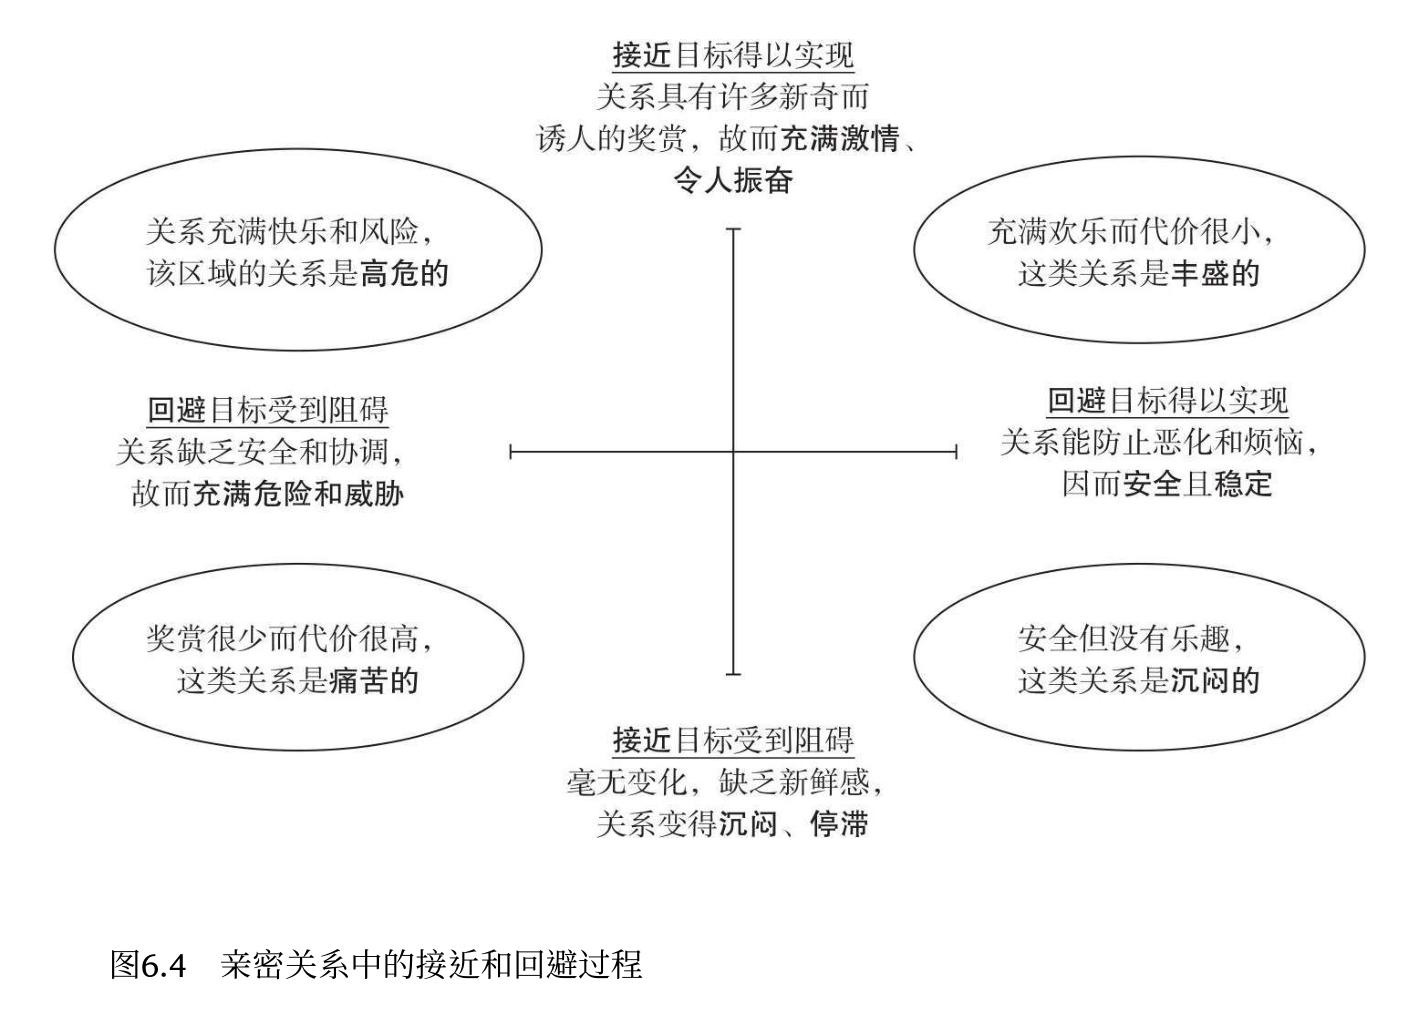 接近目标得以实现
关系具有许多新奇而
诱人的奖赏，故而充满激情、
令人振奋
关系充满快乐和风险，
该区域的关系是高危的
充满欢乐而代价很小，
这类关系是丰盛的
回避目标受到阻碍
关系缺乏安全和协调，
故而充满危险和威胁
回避目标得以实现
关系能防止恶化和烦恼，
因而安全且稳定
奖赏很少而代价很高，
这类关系是痛苦的
安全但没有乐趣，
这类关系是沉闷的
接近目标受到阻碍
毫无变化，缺乏新鲜感，
关系变得沉闷、停滞
图6.4　亲密关系中的接近和回避过程